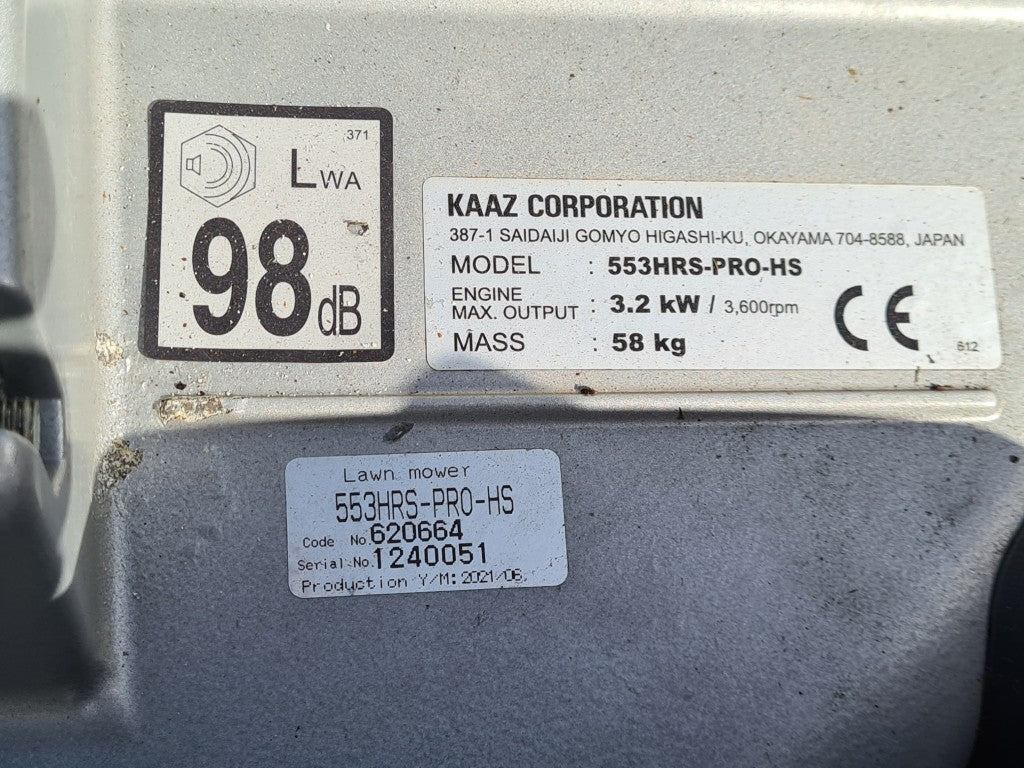 371
LWA
98 dB
KAAZ CORPORATION
387-1 SAIDAIJI GOMYO HIGASHI-KU, OKAYAMA 704-8588, JAPAN
MODEL : 553HRS-PRO-HS
ENGINE
MAX. OUTPUT : 3.2 kW / 3,600rpm
MASS : 58 kg
CE
612
Lawn mower
553HRS-PRO-HS
Code No.620664
Serial No.1240051
Production Y/M:2021/06